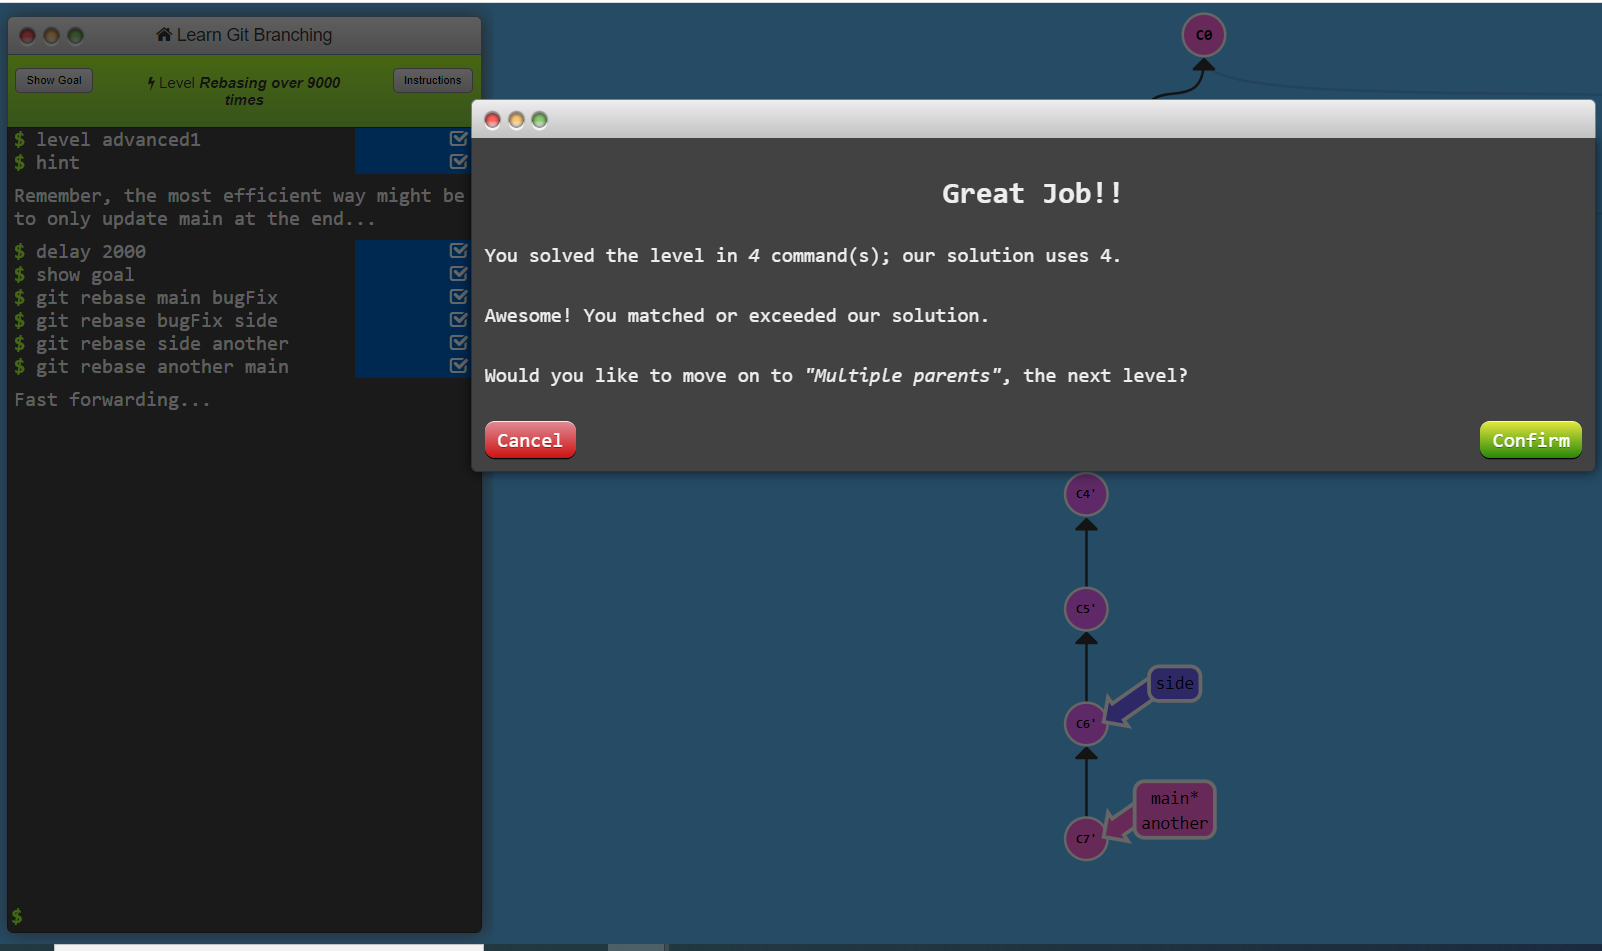 Learn Git Branching
Show Goal
Level Rebasing over 9000
times
Instructions
$ level advanced1
$ hint
Remember, the most efficient way might be
to only update main at the end...
$ delay 2000
$ show goal
$ git rebase main bugFix
$ git rebase bugFix side
$ git rebase side another
$ git rebase another main
Fast forwarding...
$
C0
Great Job!!
You solved the level in 4 command(s); our solution uses 4.
Awesome! You matched or exceeded our solution.
Would you like to move on to "Multiple parents", the next level?
Cancel
Confirm
C4'
C5'
side
C6'
main*
another
C7'